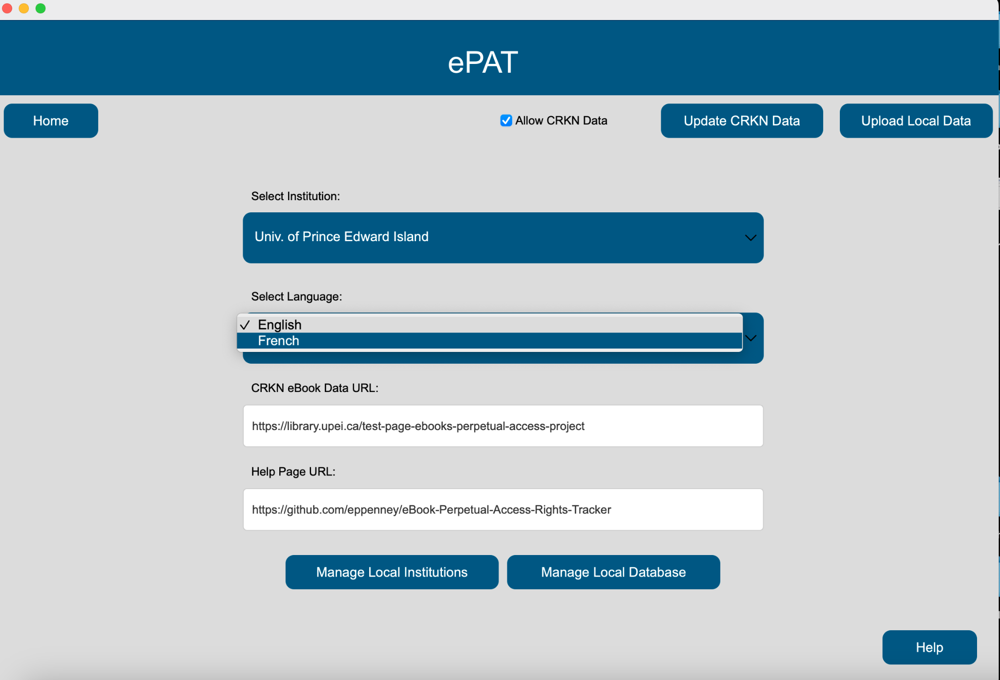 ePAT
Home
Allow CRKN Data
Update CRKN Data
Upload Local Data
Select Institution:
Univ. of Prince Edward Island
Select Language:
English
French
CRKN eBook Data URL:
https://library.upei.ca/test-page-ebooks-perpetual-access-project
Help Page URL:
https://github.com/eppenney/eBook-Perpetual-Access-Rights-Tracker
Manage Local Institutions
Manage Local Database
Help